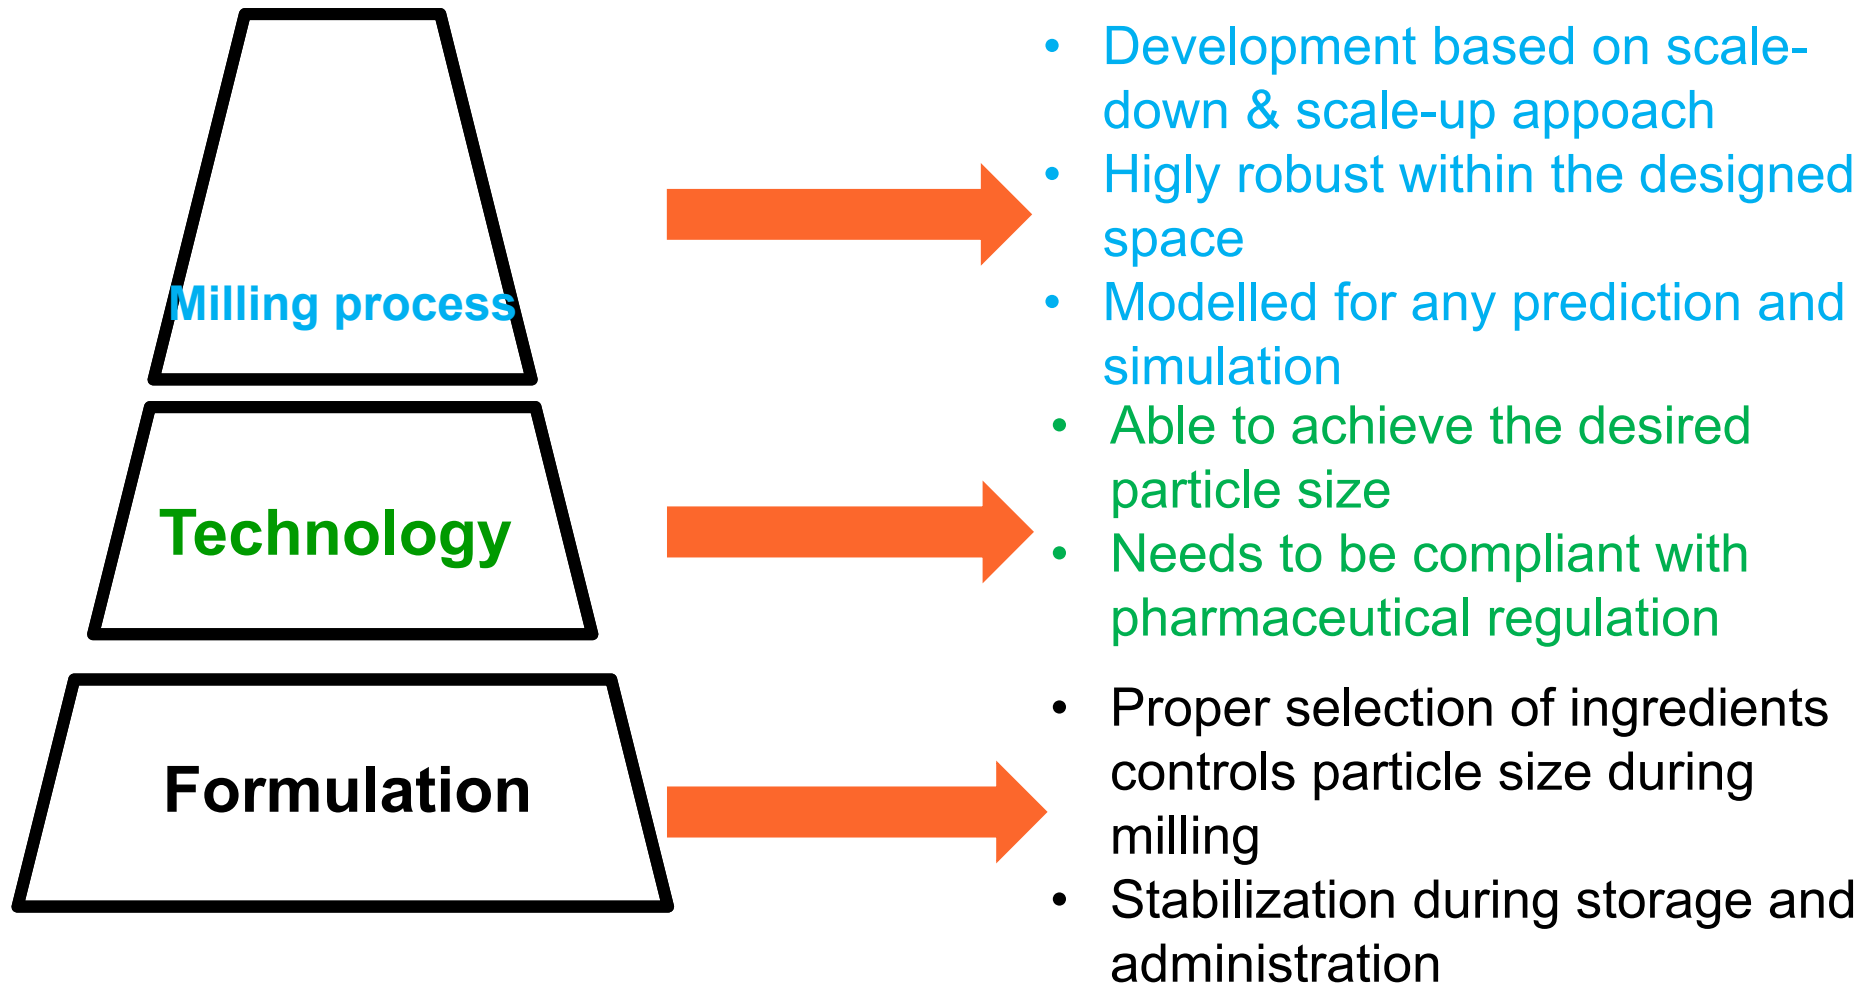 Milling process
• Development based on scale-
down & scale-up appoach
• Higly robust within the designed
space
• Modelled for any prediction and
simulation
Technology
• Able to achieve the desired
particle size
• Needs to be compliant with
pharmaceutical regulation
Formulation
• Proper selection of ingredients
controls particle size during
milling
• Stabilization during storage and
administration